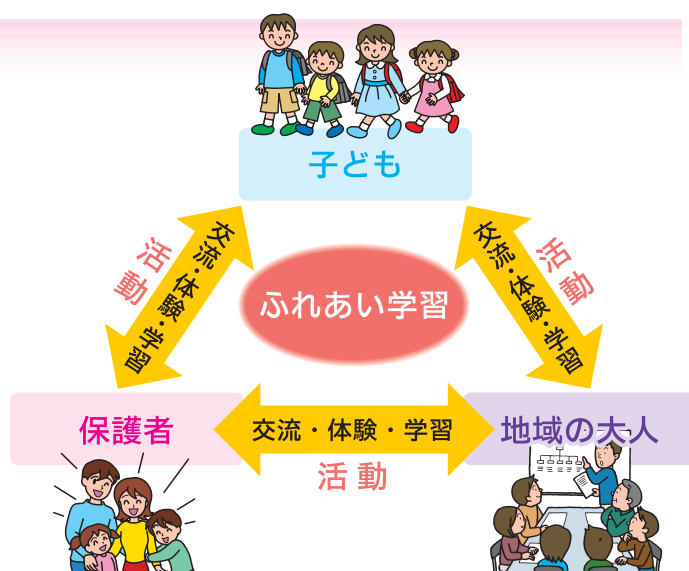 子ども
活動
交流・体験・学習
交流・体験・学習
活動
ふれあい学習
保護者
交流・体験・学習
地域の大人
活動